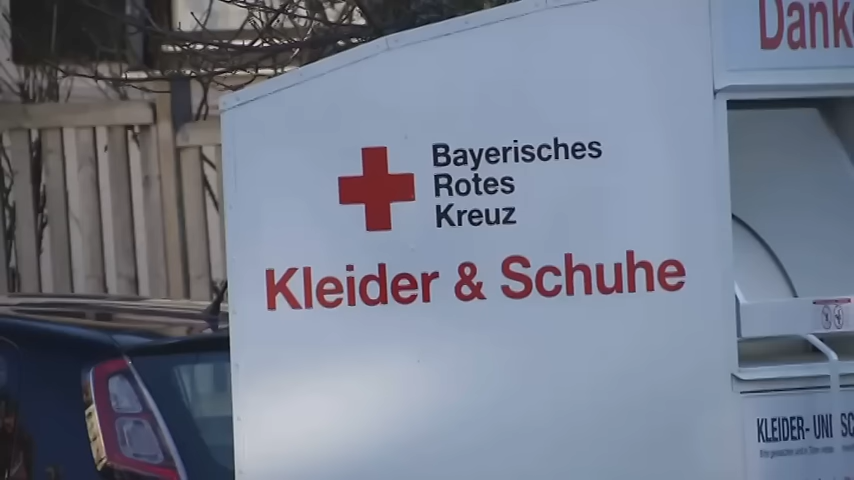 Bayerisches
Rotes
Kreuz
Kleider & Schuhe
Dank
KLEIDER- UN